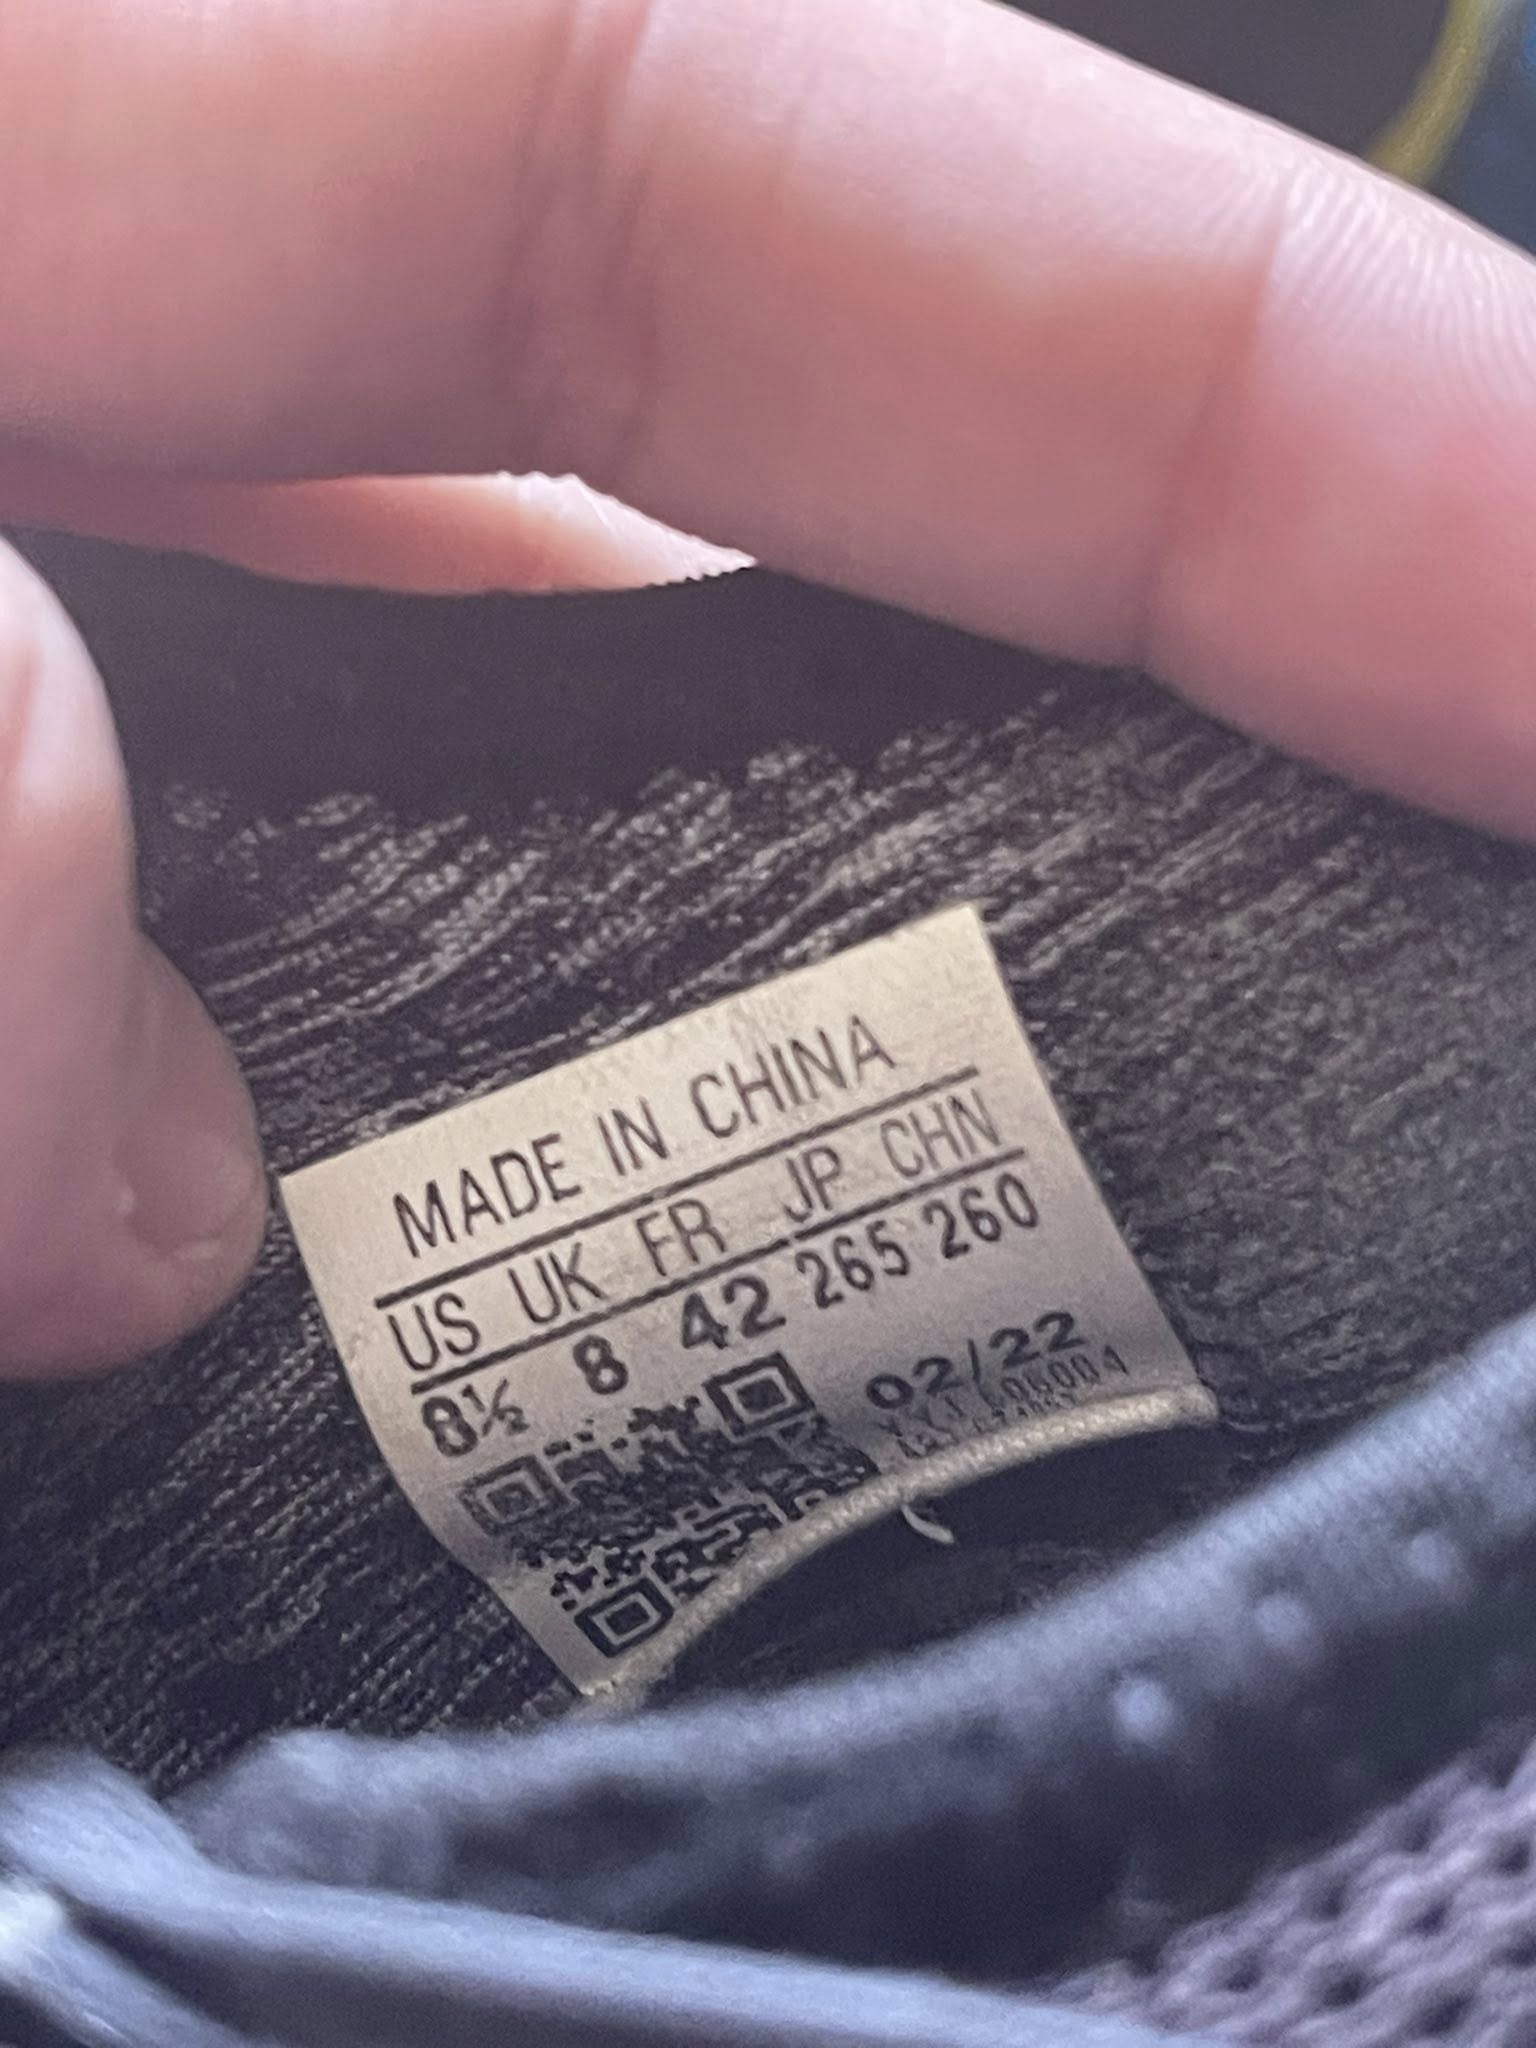 MADE IN CHINA
US UK FR JP CHN
8½ 8 42 265 260
02/22